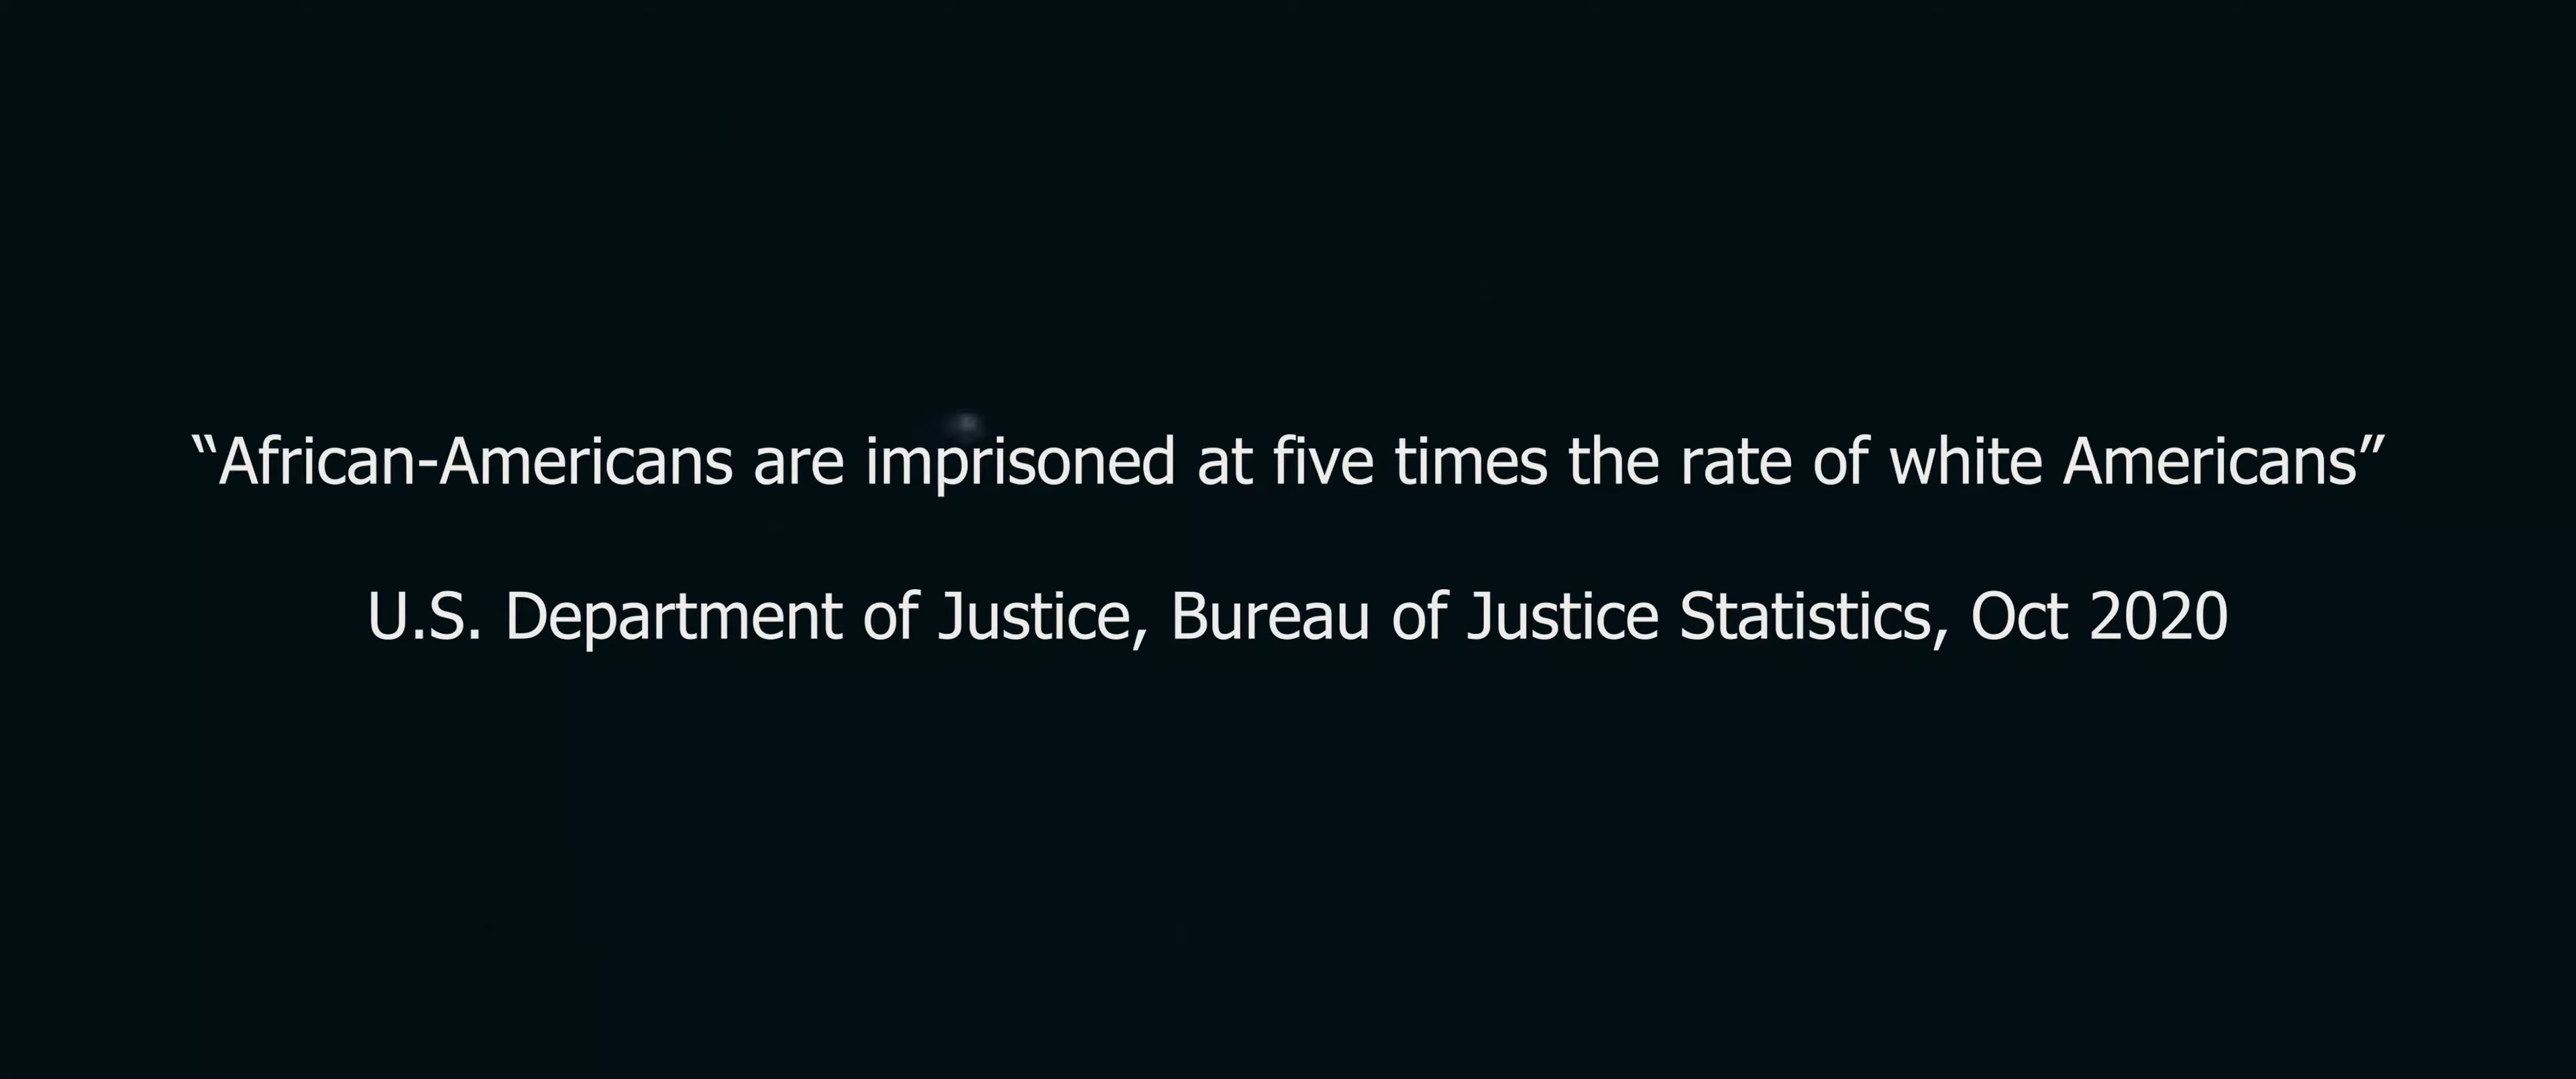 “African-Americans are imprisoned at five times the rate of white Americans”
U.S. Department of Justice, Bureau of Justice Statistics, Oct 2020